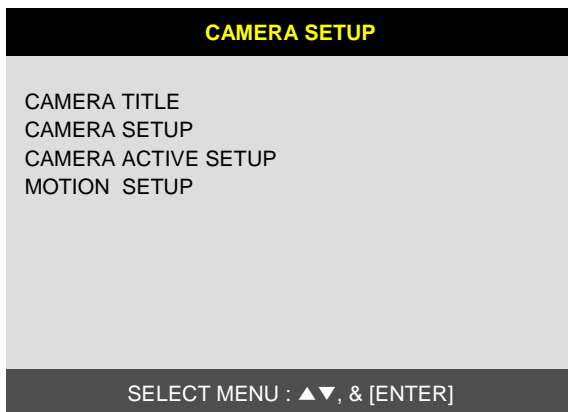 CAMERA SETUP
CAMERA TITLE
CAMERA SETUP
CAMERA ACTIVE SETUP
MOTION  SETUP
SELECT MENU : ▲▼, & [ENTER]